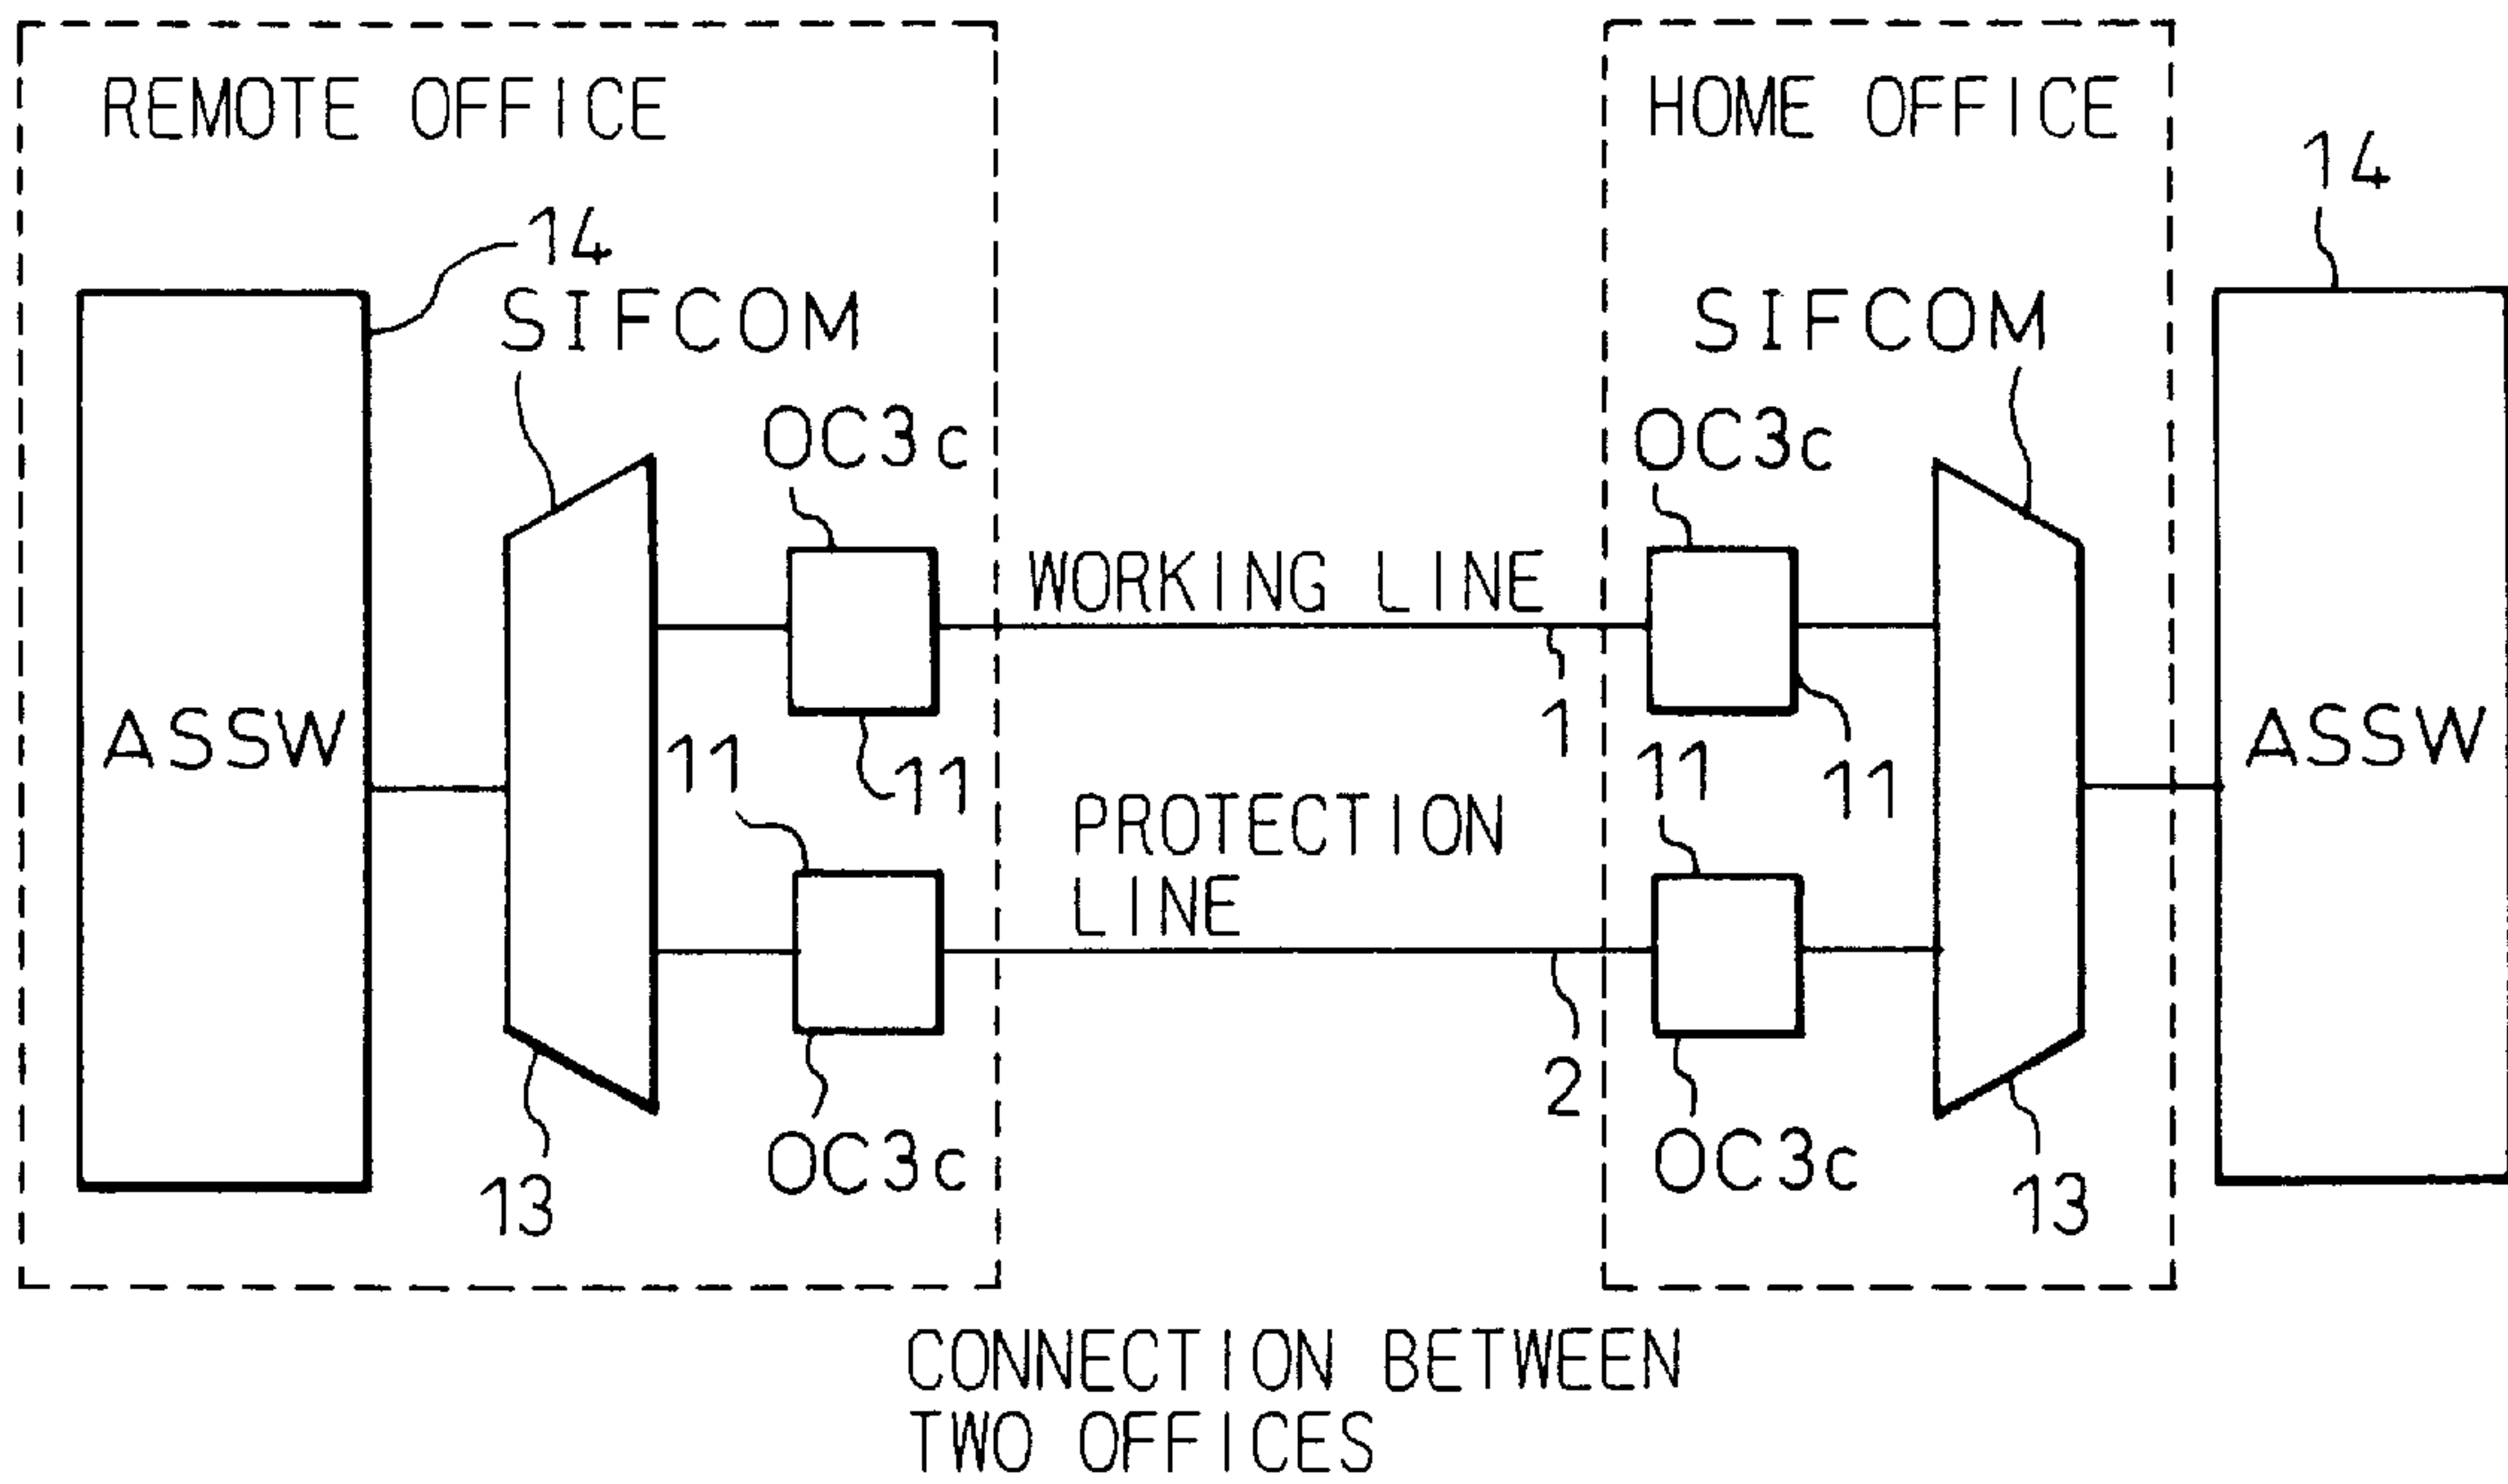 REMOTE OFFICE
HOME OFFICE
14
14
SIFCOM
SIFCOM
OC3c
OC3c
WORKING LINE
1
ASSW
11
11
11
11
ASSW
PROTECTION
LINE
2
OC3c
OC3c
13
13
CONNECTION BETWEEN
TWO OFFICES